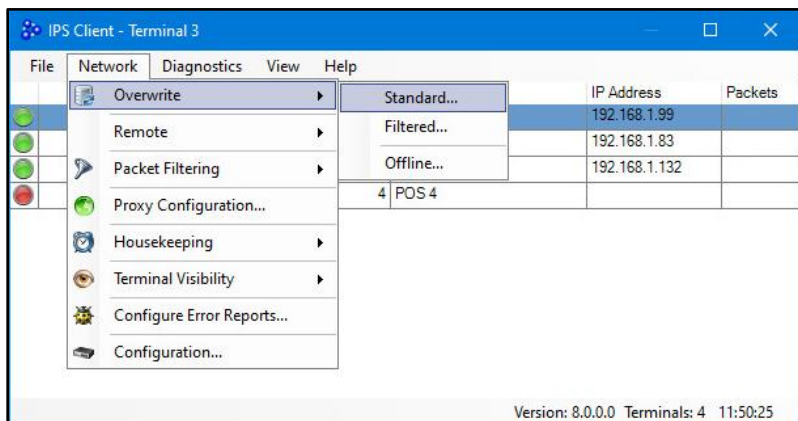 IPS Client - Terminal 3
File Network Diagnostics View Help
IP Address Packets
Overwrite Standard... 192.168.1.99
Remote Filtered... 192.168.1.83
Packet Filtering Offline... 192.168.1.132
4 POS 4
Proxy Configuration...
Housekeeping
Terminal Visibility
Configure Error Reports...
Configuration...
Version: 8.0.0.0 Terminals: 4 11:50:25